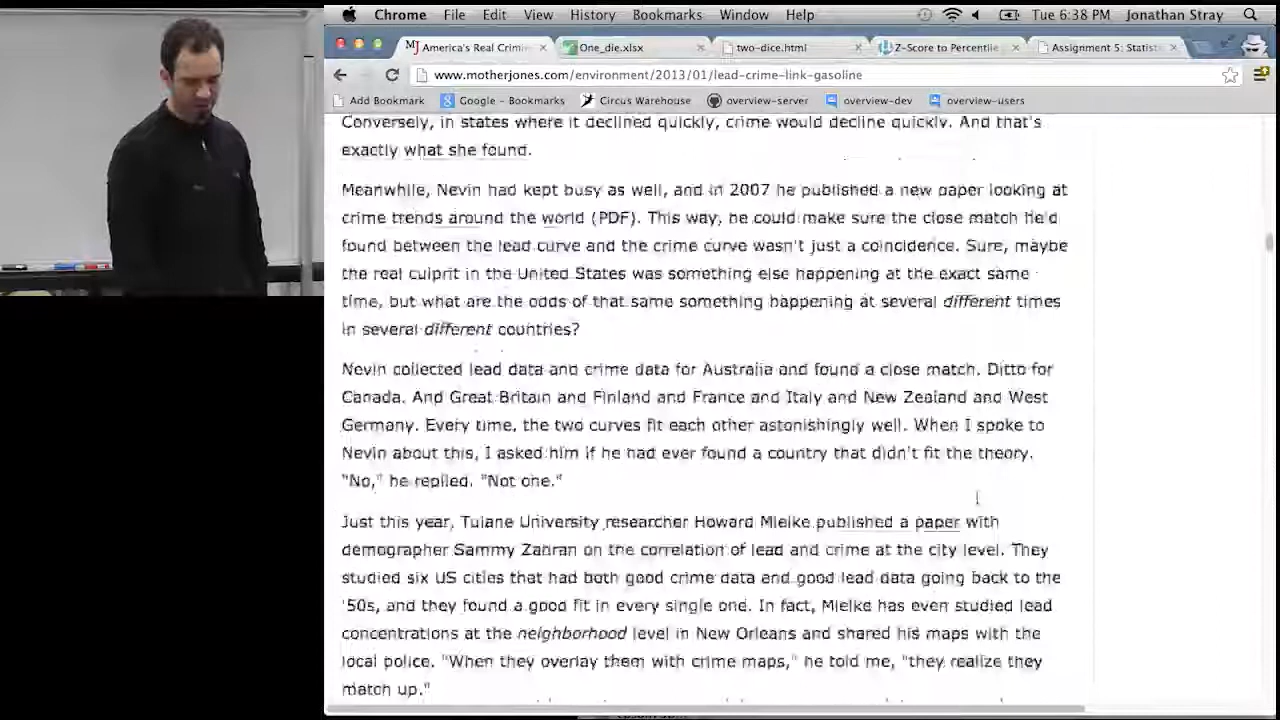 Chrome File Edit View History Bookmarks Window Help Tue 6:38 PM Jonathan Stray
America's Real Crimin One_die.xlsx two-dice.html Z-Score to Percentile Assignment 5: Statist
www.motherjones.com/environment/2013/01/lead-crime-link-gasoline
Add Bookmark Google - Bookmarks Circus Warehouse overview-server overview-dev overview-users
Conversely, in states where it declined quickly, crime would decline quickly. And that's
exactly what she found.
Meanwhile, Nevin had kept busy as well, and in 2007 he published a new paper looking at
crime trends around the world (PDF). This way, he could make sure the close match he'd
found between the lead curve and the crime curve wasn't just a coincidence. Sure, maybe
the real culprit in the United States was something else happening at the exact same
time, but what are the odds of that same something happening at several different times
in several different countries?
Nevin collected lead data and crime data for Australia and found a close match. Ditto for
Canada. And Great Britain and Finland and France and Italy and New Zealand and West
Germany. Every time, the two curves fit each other astonishingly well. When I spoke to
Nevin about this, I asked him if he had ever found a country that didn't fit the theory.
"No," he replied. "Not one."
Just this year, Tulane University researcher Howard Mielke published a paper with
demographer Sammy Zahran on the correlation of lead and crime at the city level. They
studied six US cities that had both good crime data and good lead data going back to the
'50s, and they found a good fit in every single one. In fact, Mielke has even studied lead
concentrations at the neighborhood level in New Orleans and shared his maps with the
local police. "When they overlay them with crime maps," he told me, "they realize they
match up."